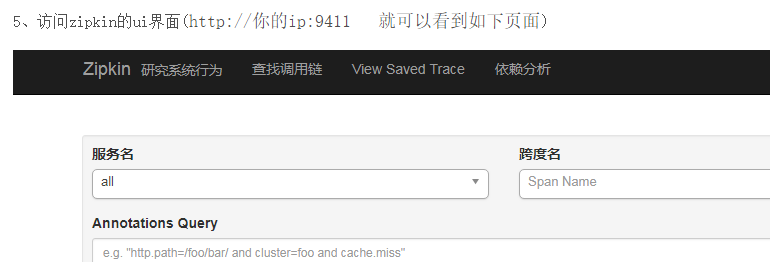 5、访问zipkin的ui界面(http://你的ip:9411 就可以看到如下页面)
Zipkin 研究系统行为 查找调用链 View Saved Trace 依赖分析
服务名 跨度名
all Span Name
Annotations Query
e.g. "http.path=/foo/bar/ and cluster=foo and cache.miss"